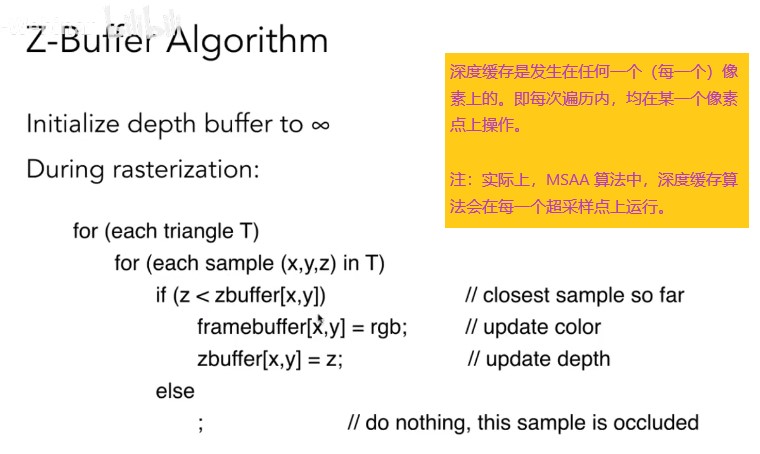 Z-Buffer Algorithm
深度缓存是发生在任何一个（每一个）像
素上的。即每次遍历内，均在某一个像素
点上操作。
注：实际上，MSAA 算法中，深度缓存算
法会在每一个超采样点上运行。
Initialize depth buffer to ∞
During rasterization:
for (each triangle T)
for (each sample (x,y,z) in T)
if (z < zbuffer[x,y]) // closest sample so far
framebuffer[x,y] = rgb; // update color
zbuffer[x,y] = z; // update depth
else
; // do nothing, this sample is occluded